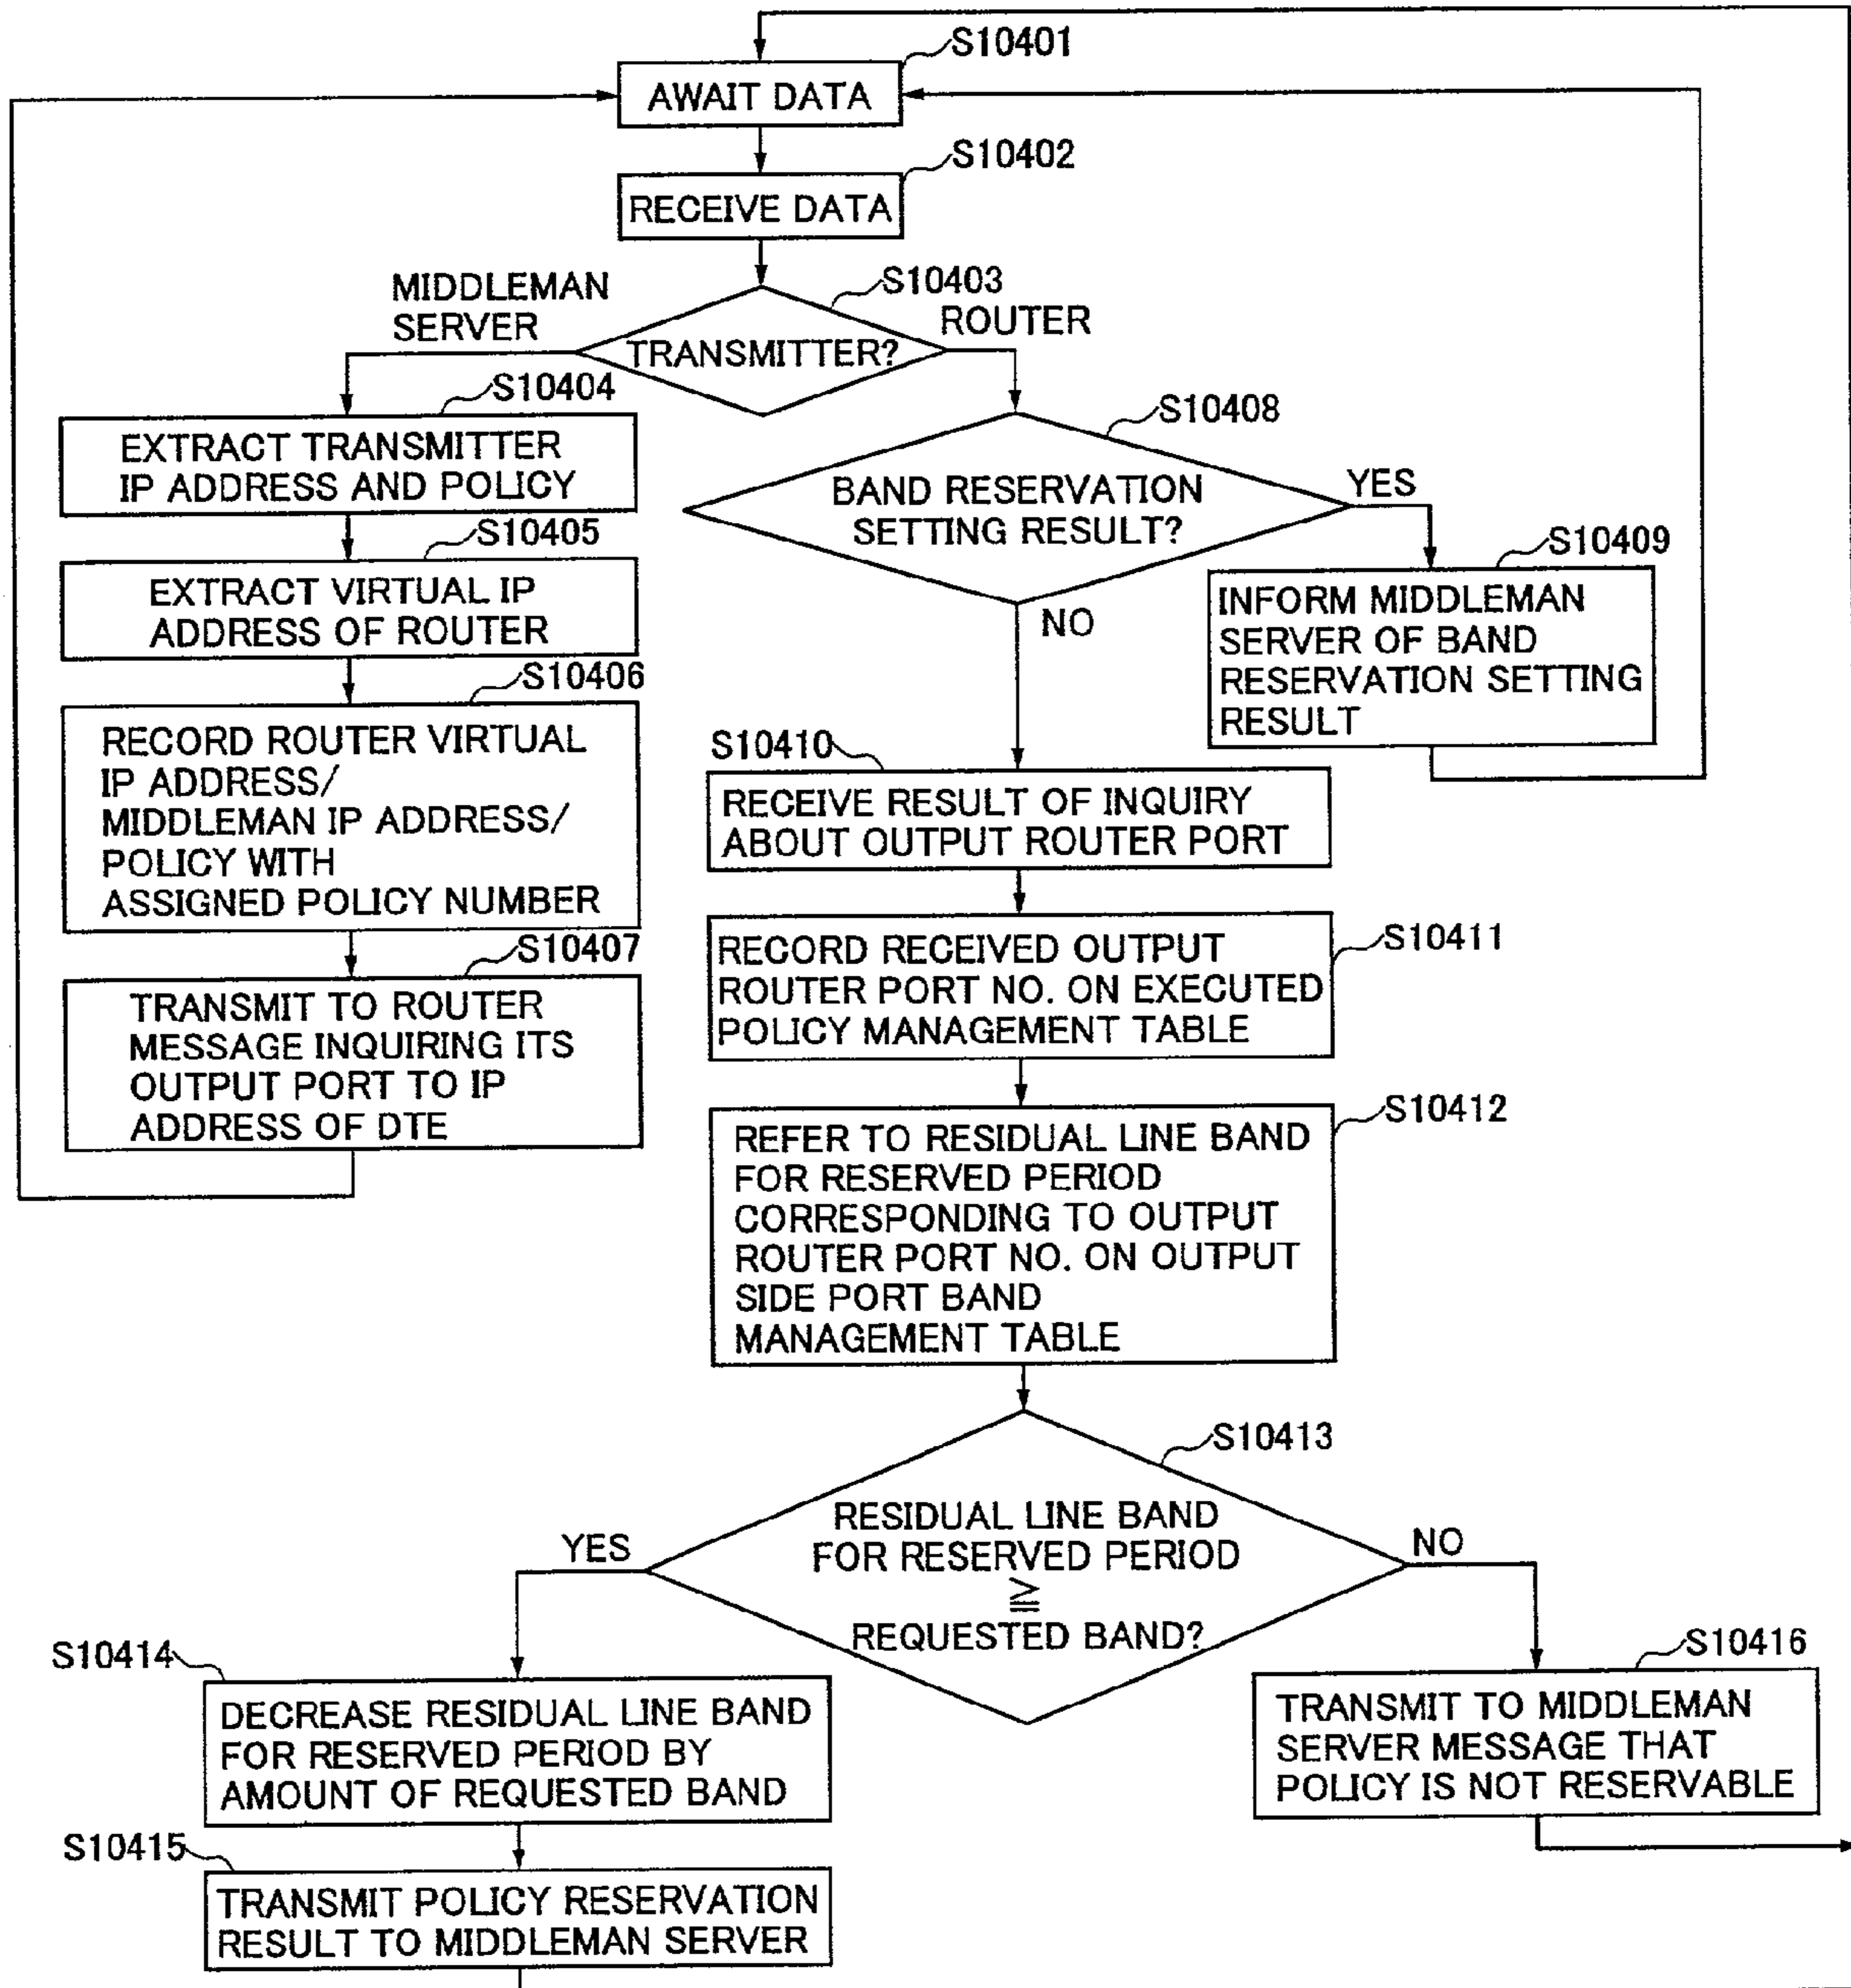 S10401
AWAIT DATA
S10402
RECEIVE DATA
S10403
MIDDLEMAN
SERVER
ROUTER
TRANSMITTER?
S10404
EXTRACT TRANSMITTER
IP ADDRESS AND POLICY
S10405
EXTRACT VIRTUAL IP
ADDRESS OF ROUTER
S10406
RECORD ROUTER VIRTUAL
IP ADDRESS/
MIDDLEMAN IP ADDRESS/
POLICY WITH
ASSIGNED POLICY NUMBER
S10407
TRANSMIT TO ROUTER
MESSAGE INQUIRING ITS
OUTPUT PORT TO IP
ADDRESS OF DTE
S10408
BAND RESERVATION
SETTING RESULT?
YES
NO
S10409
INFORM MIDDLEMAN
SERVER OF BAND
RESERVATION SETTING
RESULT
S10410
RECEIVE RESULT OF INQUIRY
ABOUT OUTPUT ROUTER PORT
S10411
RECORD RECEIVED OUTPUT
ROUTER PORT NO. ON EXECUTED
POLICY MANAGEMENT TABLE
S10412
REFER TO RESIDUAL LINE BAND
FOR RESERVED PERIOD
CORRESPONDING TO OUTPUT
ROUTER PORT NO. ON OUTPUT
SIDE PORT BAND
MANAGEMENT TABLE
S10413
RESIDUAL LINE BAND
FOR RESERVED PERIOD
≧
REQUESTED BAND?
YES
NO
S10414
DECREASE RESIDUAL LINE BAND
FOR RESERVED PERIOD BY
AMOUNT OF REQUESTED BAND
S10415
TRANSMIT POLICY RESERVATION
RESULT TO MIDDLEMAN SERVER
S10416
TRANSMIT TO MIDDLEMAN
SERVER MESSAGE THAT
POLICY IS NOT RESERVABLE